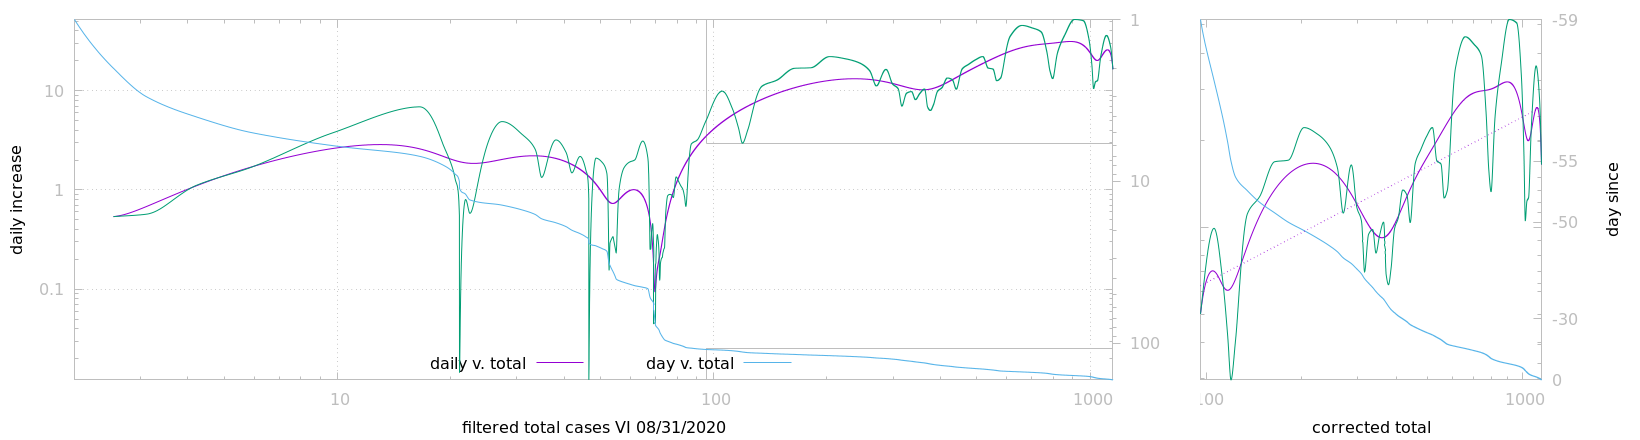 daily increase
10
1
0.1
daily v. total
day v. total
10
100
1000
filtered total cases VI 08/31/2020
1
10
100
100
1000
corrected total
-59
-55
-50
-30
0
day since